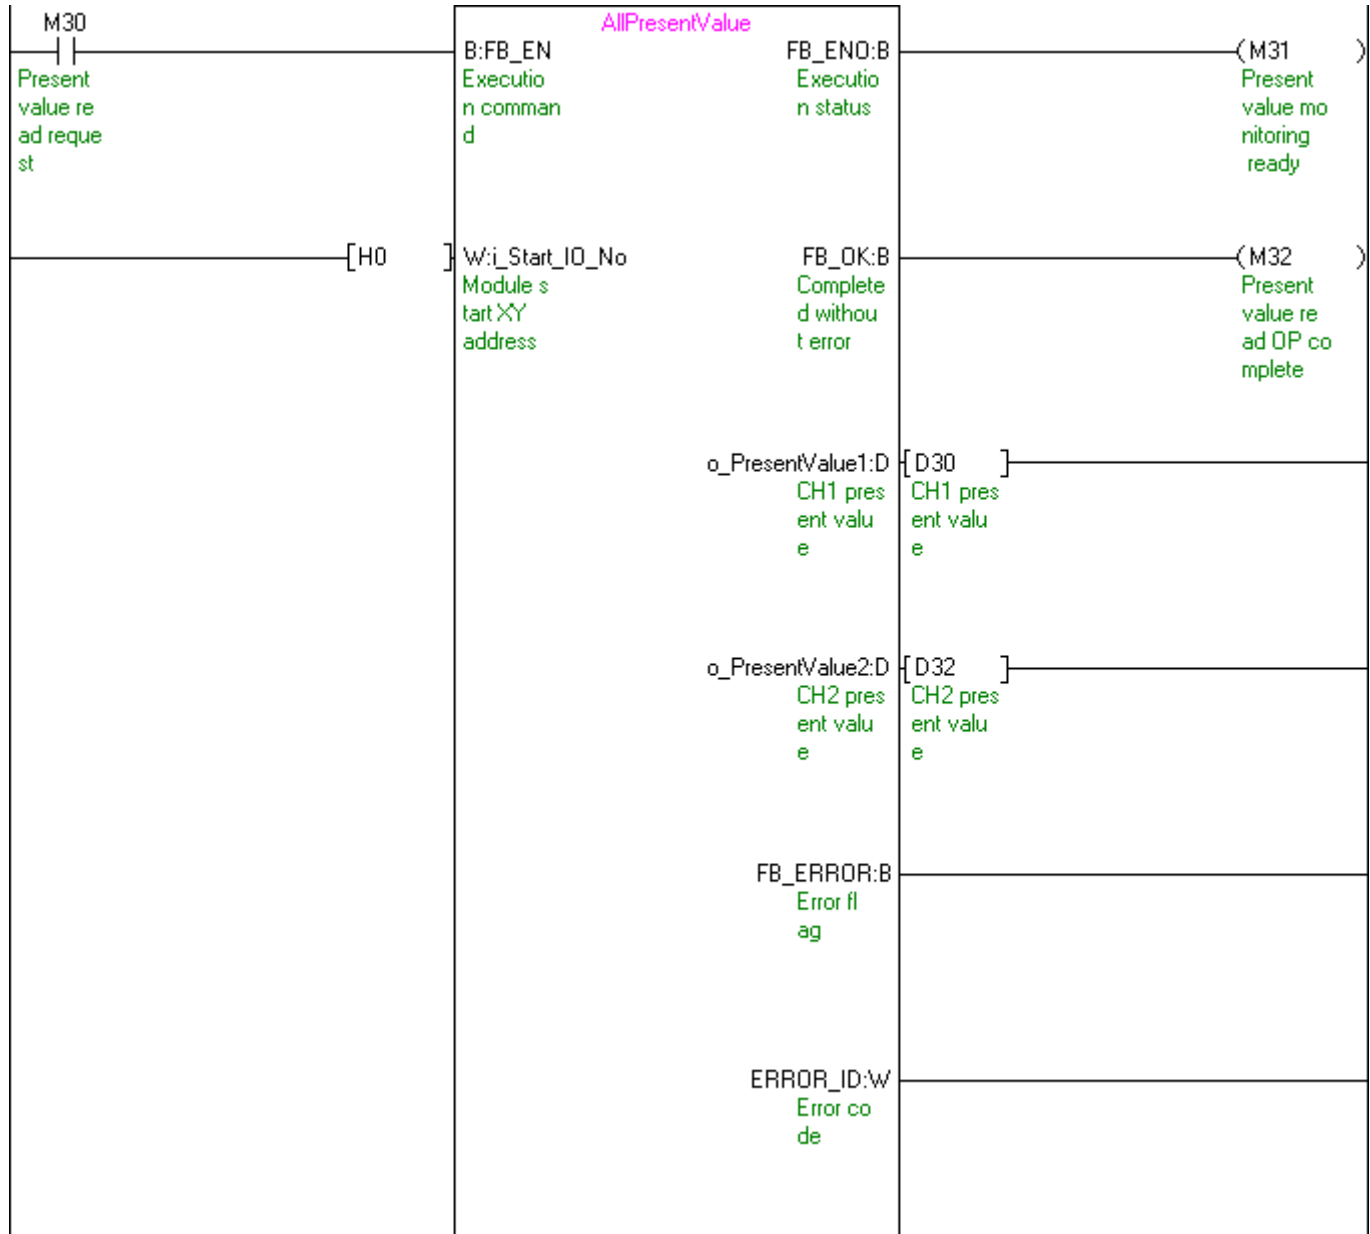 M30
AllPresentValue
B:FB_EN
FB_ENO:B
(M31 )
Present
value re
ad reque
st
Executio
n comman
d
Executio
n status
Present
value mo
nitoring
ready
[H0 ]
W:i_Start_IO_No
FB_OK:B
(M32 )
Module s
tart XY
address
Complete
d withou
t error
Present
value re
ad OP co
mplete
o_PresentValue1:D
[D30 ]
CH1 pres
ent valu
e
CH1 pres
ent valu
e
o_PresentValue2:D
[D32 ]
CH2 pres
ent valu
e
CH2 pres
ent valu
e
FB_ERROR:B
Error fl
ag
ERROR_ID:W
Error co
de